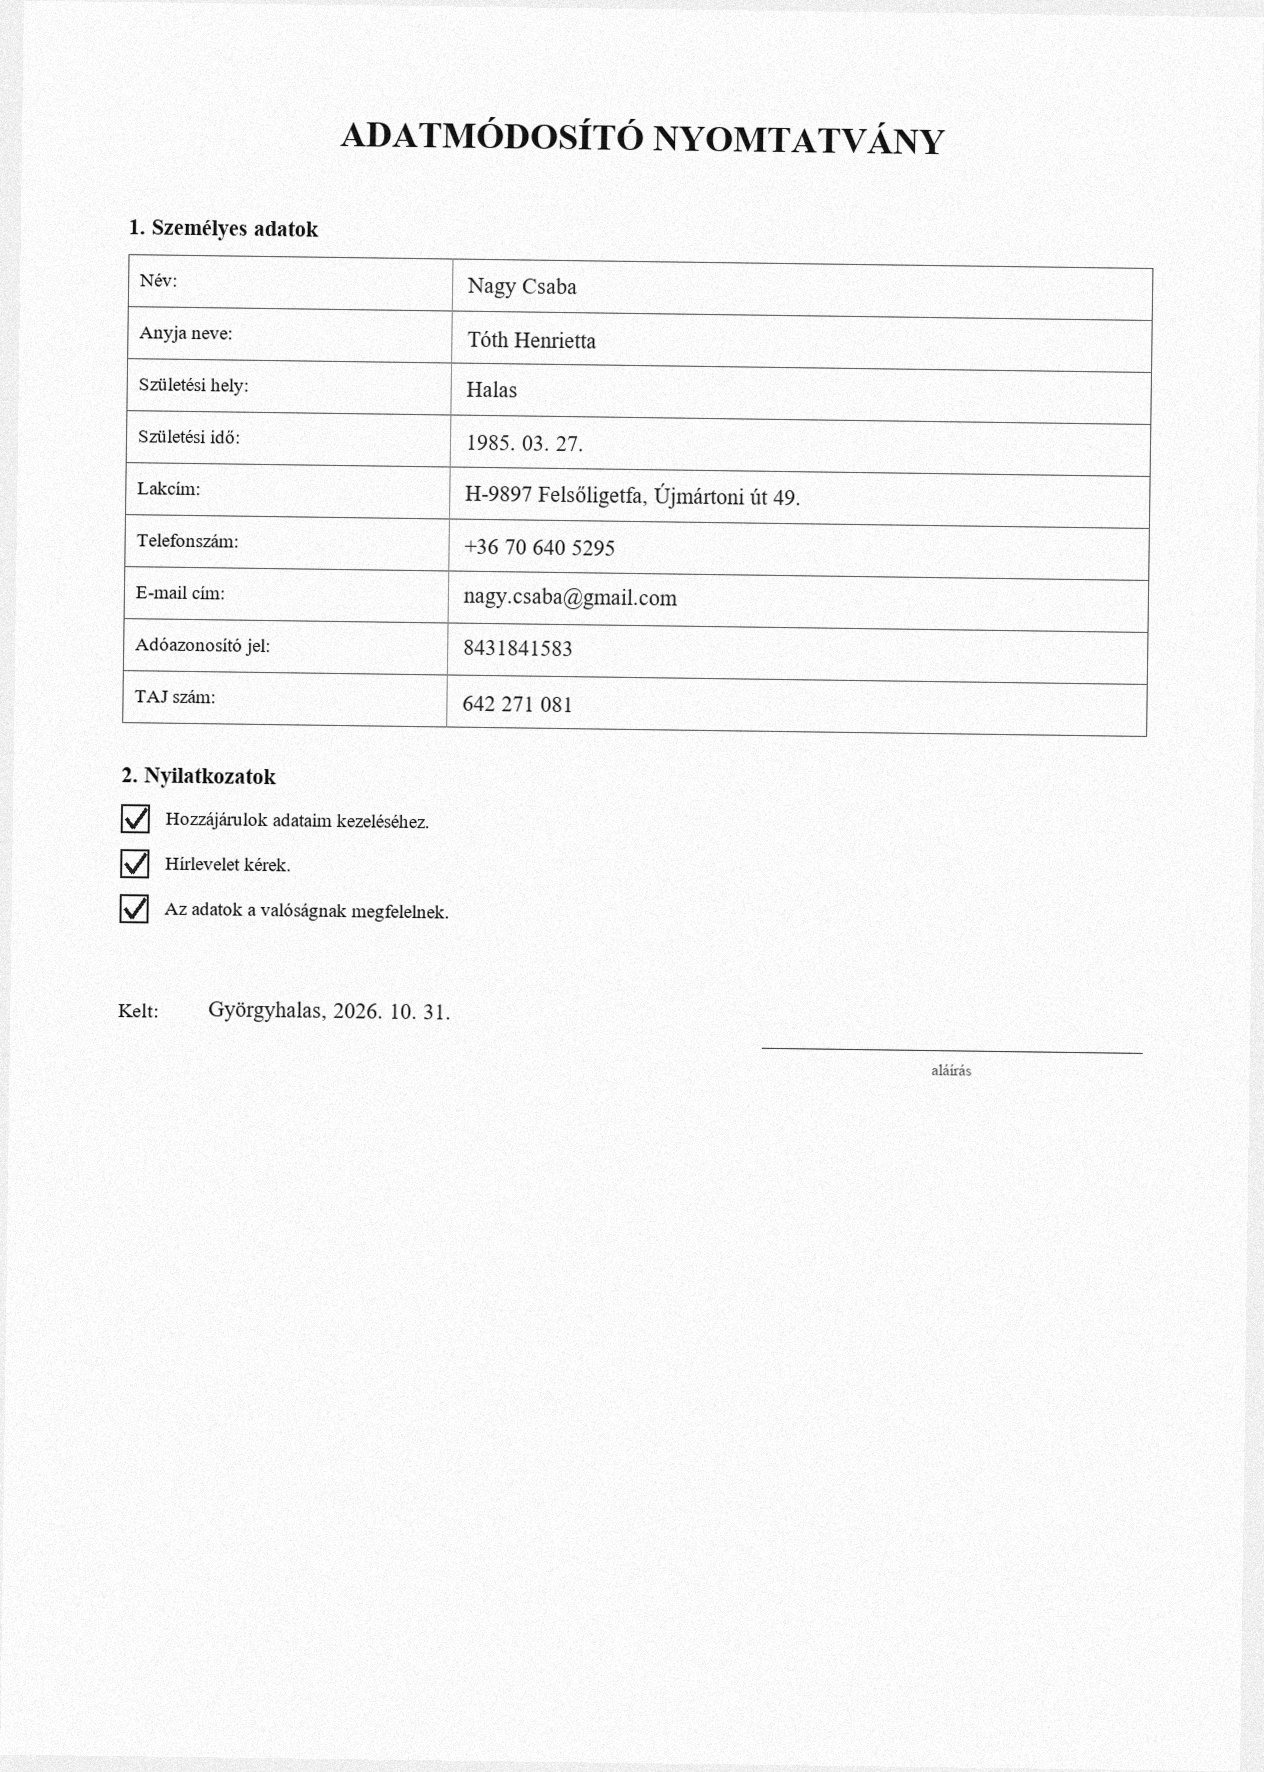 ADATMÓDOSÍTÓ NYOMTATVÁNY
1. Személyes adatok
Név: Nagy Csaba
Anyja neve: Tóth Henrietta
Születési hely: Halas
Születési idő: 1985. 03. 27.
Lakcím: H-9897 Felsőligetfa, Újmártoni út 49.
Telefonszám: +36 70 640 5295
E-mail cím: nagy.csaba@gmail.com
Adóazonosító jel: 8431841583
TAJ szám: 642 271 081
2. Nyilatkozatok
Hozzájárulok adataim kezeléséhez.
Hírlevelet kérek.
Az adatok a valóságnak megfelelnek.
Kelt: Györgyhalas, 2026. 10. 31.
aláírás